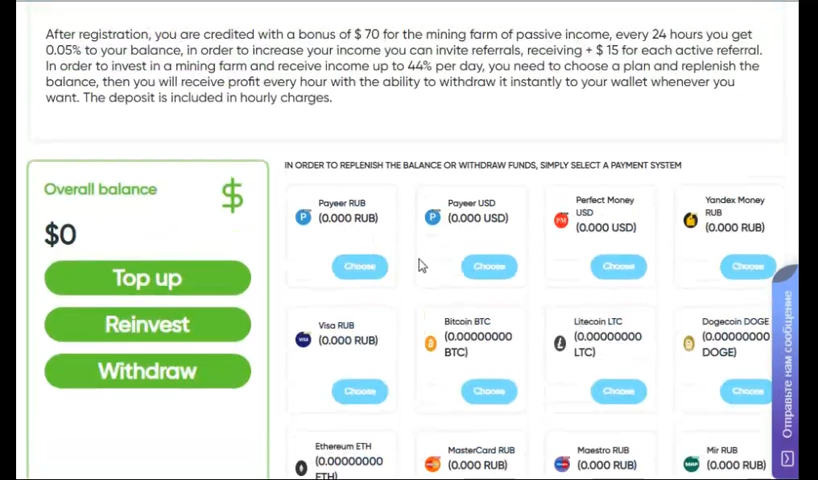 After registration, you are credited with a bonus of $ 70 for the mining farm of passive income, every 24 hours you get
0.05% to your balance, in order to increase your income you can invite referrals, receiving + $ 15 for each active referral.
In order to invest in a mining farm and receive income up to 44% per day, you need to choose a plan and replenish the
balance, then you will receive profit every hour with the ability to withdraw it instantly to your wallet whenever you
want. The deposit is included in hourly charges.
Overall balance
$
$0
Top up
Reinvest
Withdraw
IN ORDER TO REPLENISH THE BALANCE OR WITHDRAW FUNDS, SIMPLY SELECT A PAYMENT SYSTEM
Payeer RUB
(0.000 RUB)
Choose
Payeer USD
(0.000 USD)
Choose
Perfect Money
USD
(0.000 USD)
Choose
Yandex Money
RUB
(0.000 RUB)
Choose
Visa RUB
(0.000 RUB)
Choose
Bitcoin BTC
(0.00000000
BTC)
Choose
Litecoin LTC
(0.00000000
LTC)
Choose
Dogecoin DOGE
(0.00000000
DOGE)
Choose
Ethereum ETH
(0.00000000
ETH)
MasterCard RUB
(0.000 RUB)
Maestro RUB
(0.000 RUB)
Mir RUB
(0.000 RUB)
Отправьте нам сообщение